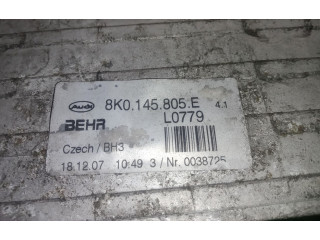 Audi 8K0.145.805.E 4.1
BEHR L0779
Czech / BH3
18.12.07 10:49 3 / Nr. 0038725